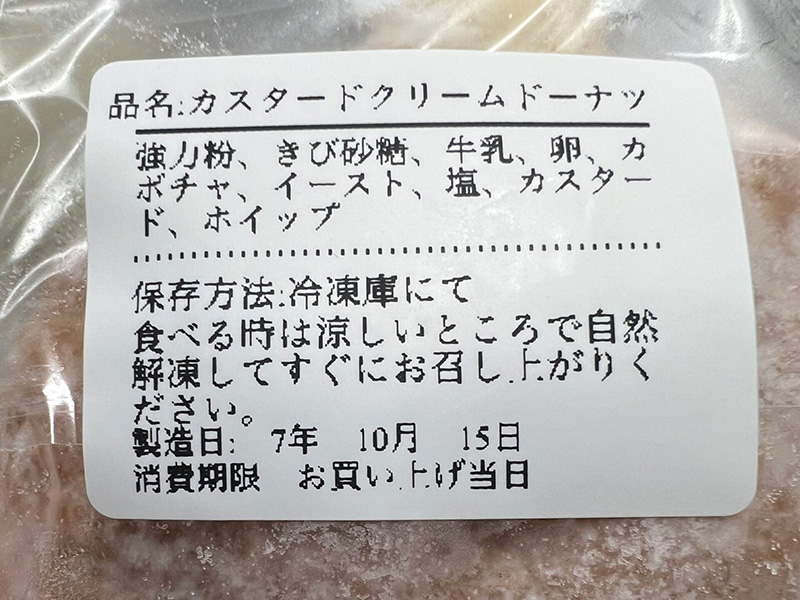 品名:カスタードクリームドーナツ
強力粉、きび砂糖、牛乳、卵、カ
ボチャ、イースト、塩、カスター
ド、ホイップ
保存方法:冷凍庫にて
食べる時は涼しいところで自然
解凍してすぐにお召し上がりく
ださい。
製造日: 7年 10月 15日
消費期限 お買い上げ当日